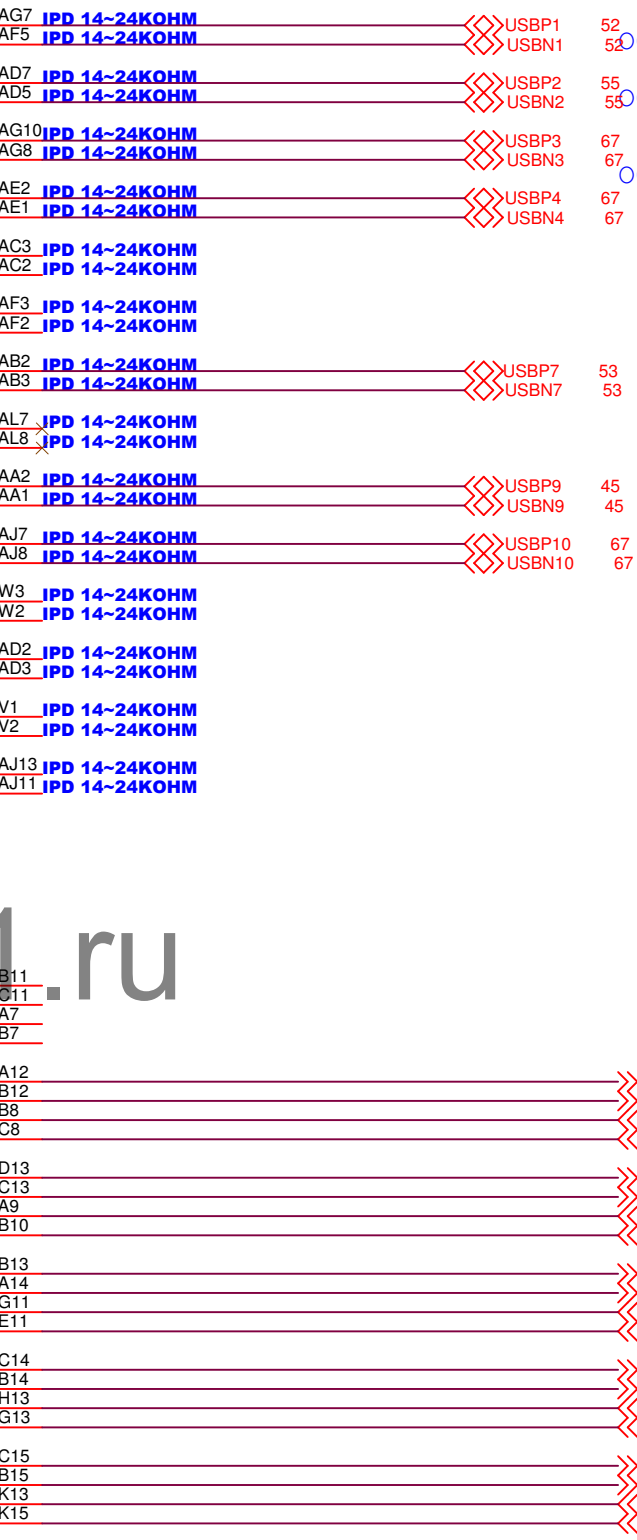 AG7 IPD 14~24KOHM USBP1 52
AF5 IPD 14~24KOHM USBN1 52
AD7 IPD 14~24KOHM USBP2 55
AD5 IPD 14~24KOHM USBN2 55
AG10 IPD 14~24KOHM USBP3 67
AG8 IPD 14~24KOHM USBN3 67
AE2 IPD 14~24KOHM USBP4 67
AE1 IPD 14~24KOHM USBN4 67
AC3 IPD 14~24KOHM
AC2 IPD 14~24KOHM
AF3 IPD 14~24KOHM
AF2 IPD 14~24KOHM
AB2 IPD 14~24KOHM USBP7 53
AB3 IPD 14~24KOHM USBN7 53
AL7 IPD 14~24KOHM
AL8 IPD 14~24KOHM
AA2 IPD 14~24KOHM USBP9 45
AA1 IPD 14~24KOHM USBN9 45
AJ7 IPD 14~24KOHM USBP10 67
AJ8 IPD 14~24KOHM USBN10 67
W3 IPD 14~24KOHM
W2 IPD 14~24KOHM
AD2 IPD 14~24KOHM
AD3 IPD 14~24KOHM
V1 IPD 14~24KOHM
V2 IPD 14~24KOHM
AJ13 IPD 14~24KOHM
AJ11 IPD 14~24KOHM
1.ru
B11
C11
A7
B7
A12
B12
B8
C8
D13
C13
A9
B10
B13
A14
G11
E11
C14
B14
H13
G13
C15
B15
K13
K15